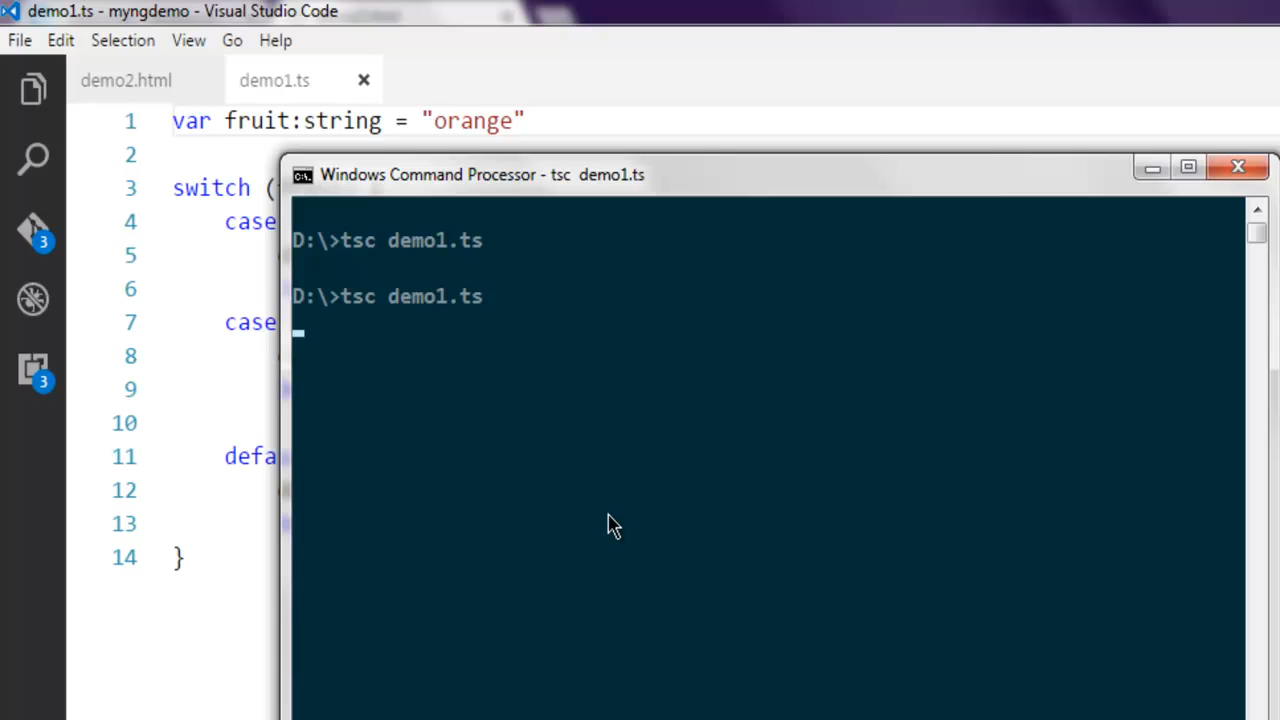 demo1.ts - myngdemo - Visual Studio Code
File Edit Selection View Go Help
demo2.html demo1.ts
1 var fruit:string = "orange"
2
Windows Command Processor - tsc demo1.ts
3 switch (
4 case
D:\>tsc demo1.ts
5
6
D:\>tsc demo1.ts
7 case
8
9
10
11 defa
12
13
14 }
3
3